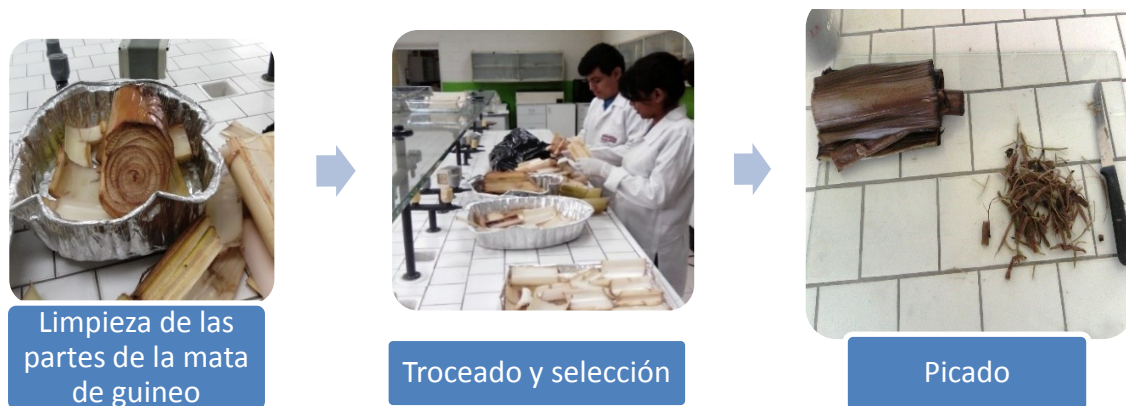 Limpieza de las
partes de la mata
de guineo
Troceado y selección
Picado